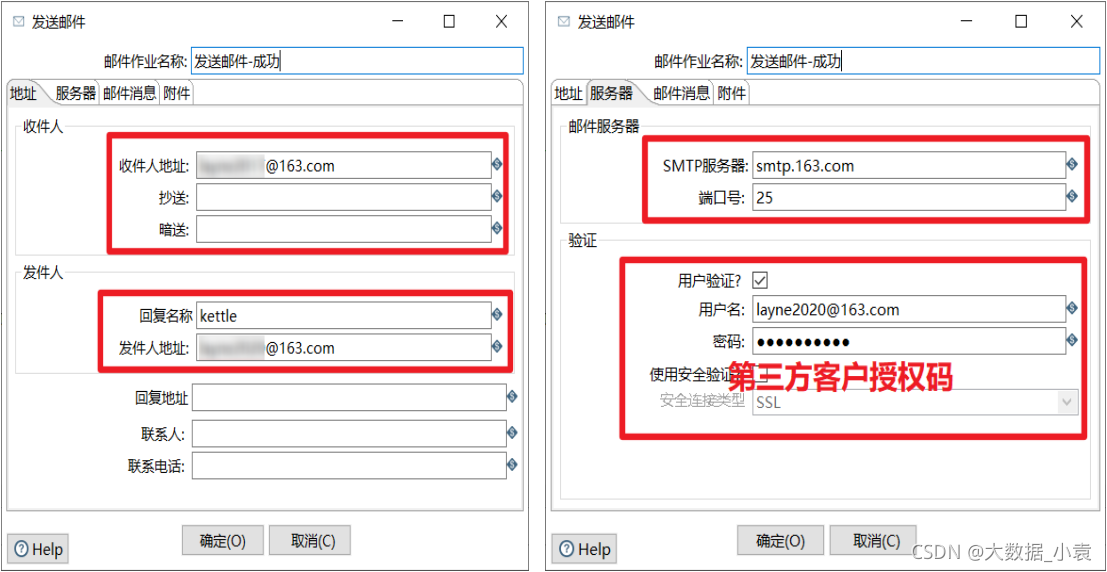 发送邮件
邮件作业名称: 发送邮件-成功
地址 服务器 邮件消息 附件
收件人
收件人地址: @163.com
抄送:
暗送:
发件人
回复名称 kettle
发件人地址: @163.com
回复地址
联系人:
联系电话:
Help 确定(O) 取消(C)
发送邮件
邮件作业名称: 发送邮件-成功
地址 服务器 邮件消息 附件
邮件服务器
SMTP服务器: smtp.163.com
端口号: 25
验证
用户验证?
用户名: layne2020@163.com
密码: ●●●●●●●●●●
使用安全验证
第三方客户授权码
安全连接类型 SSL
Help 确定(O) 取消(C)
CSDN @大数据_小袁